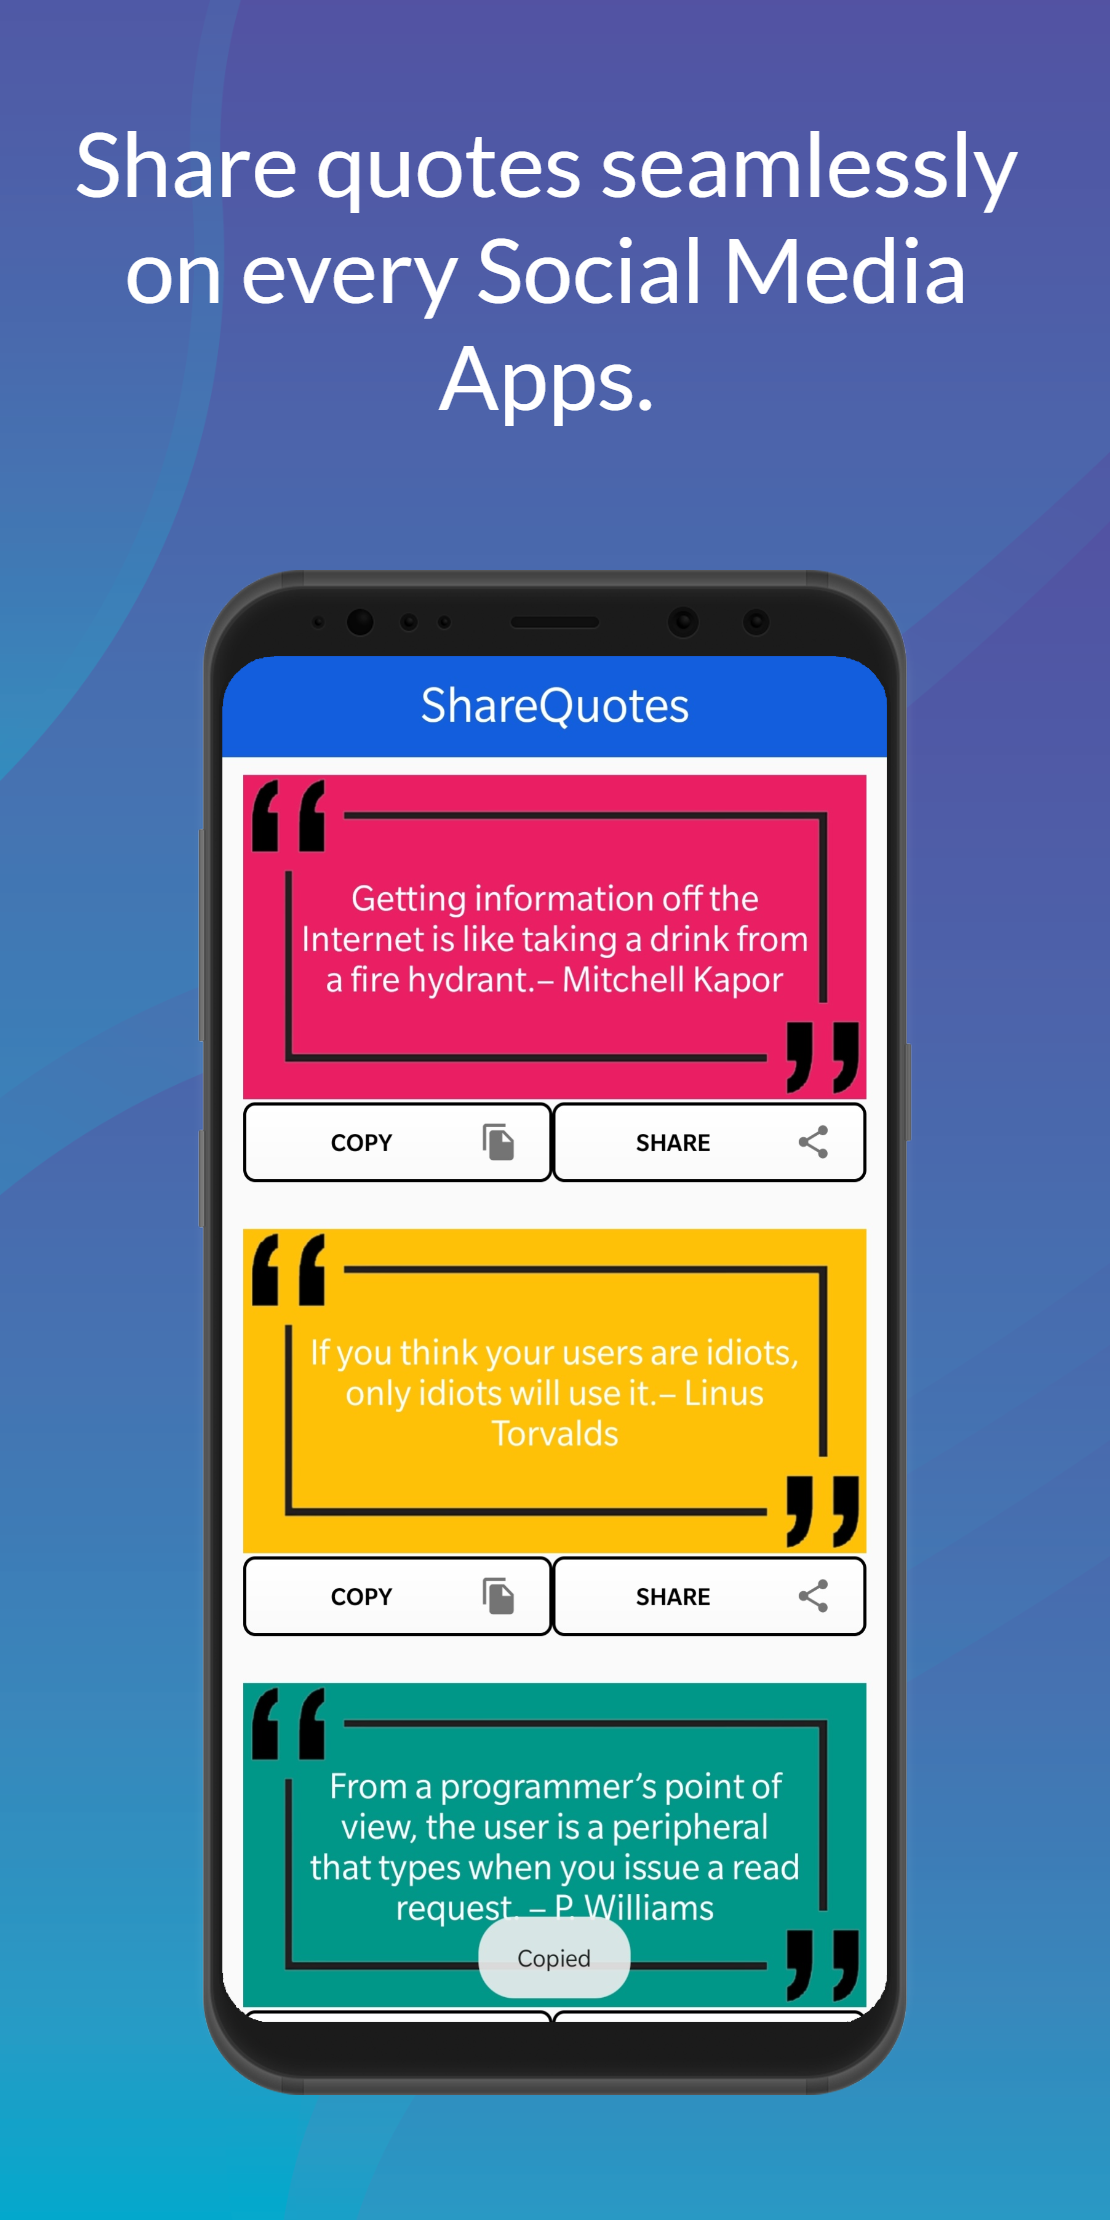 Share quotes seamlessly
on every Social Media
Apps.
ShareQuotes
Getting information off the
Internet is like taking a drink from
a fire hydrant.– Mitchell Kapor
COPY
SHARE
If you think your users are idiots,
only idiots will use it.– Linus
Torvalds
COPY
SHARE
From a programmer’s point of
view, the user is a peripheral
that types when you issue a read
request. – P. Williams
Copied